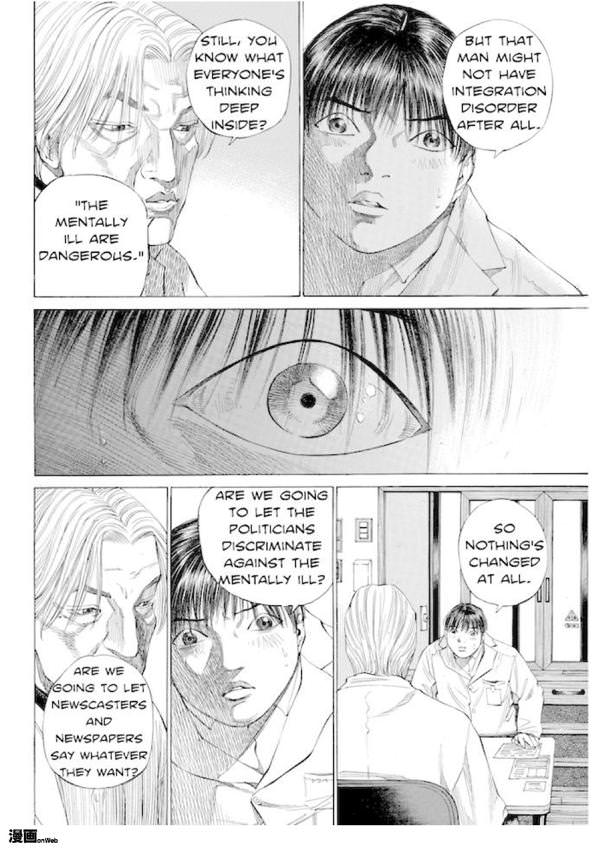 BUT THAT
MAN MIGHT
NOT HAVE
INTEGRATION
DISORDER
AFTER ALL.
STILL, YOU
KNOW WHAT
EVERYONE'S
THINKING
DEEP
INSIDE?
"THE
MENTALLY
ILL ARE
DANGEROUS."
SO
NOTHING'S
CHANGED
AT ALL.
ARE WE GOING
TO LET THE
POLITICIANS
DISCRIMINATE
AGAINST THE
MENTALLY ILL?
ARE WE
GOING TO LET
NEWSCASTERS
AND
NEWSPAPERS
SAY WHATEVER
THEY WANT?
漫画onWeb